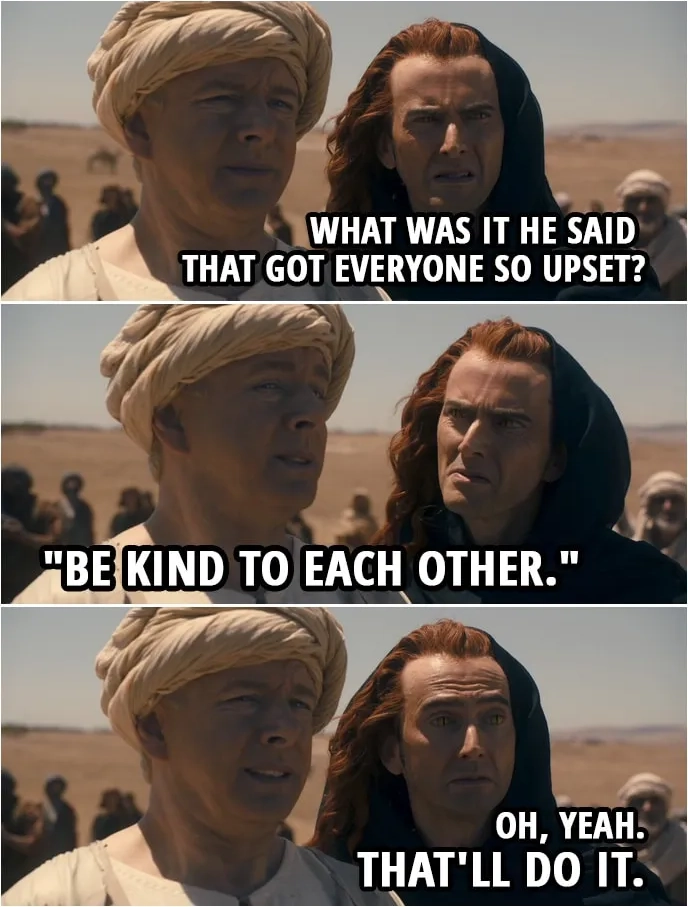 WHAT WAS IT HE SAID
THAT GOT EVERYONE SO UPSET?
"BE KIND TO EACH OTHER."
OH, YEAH.
THAT'LL DO IT.